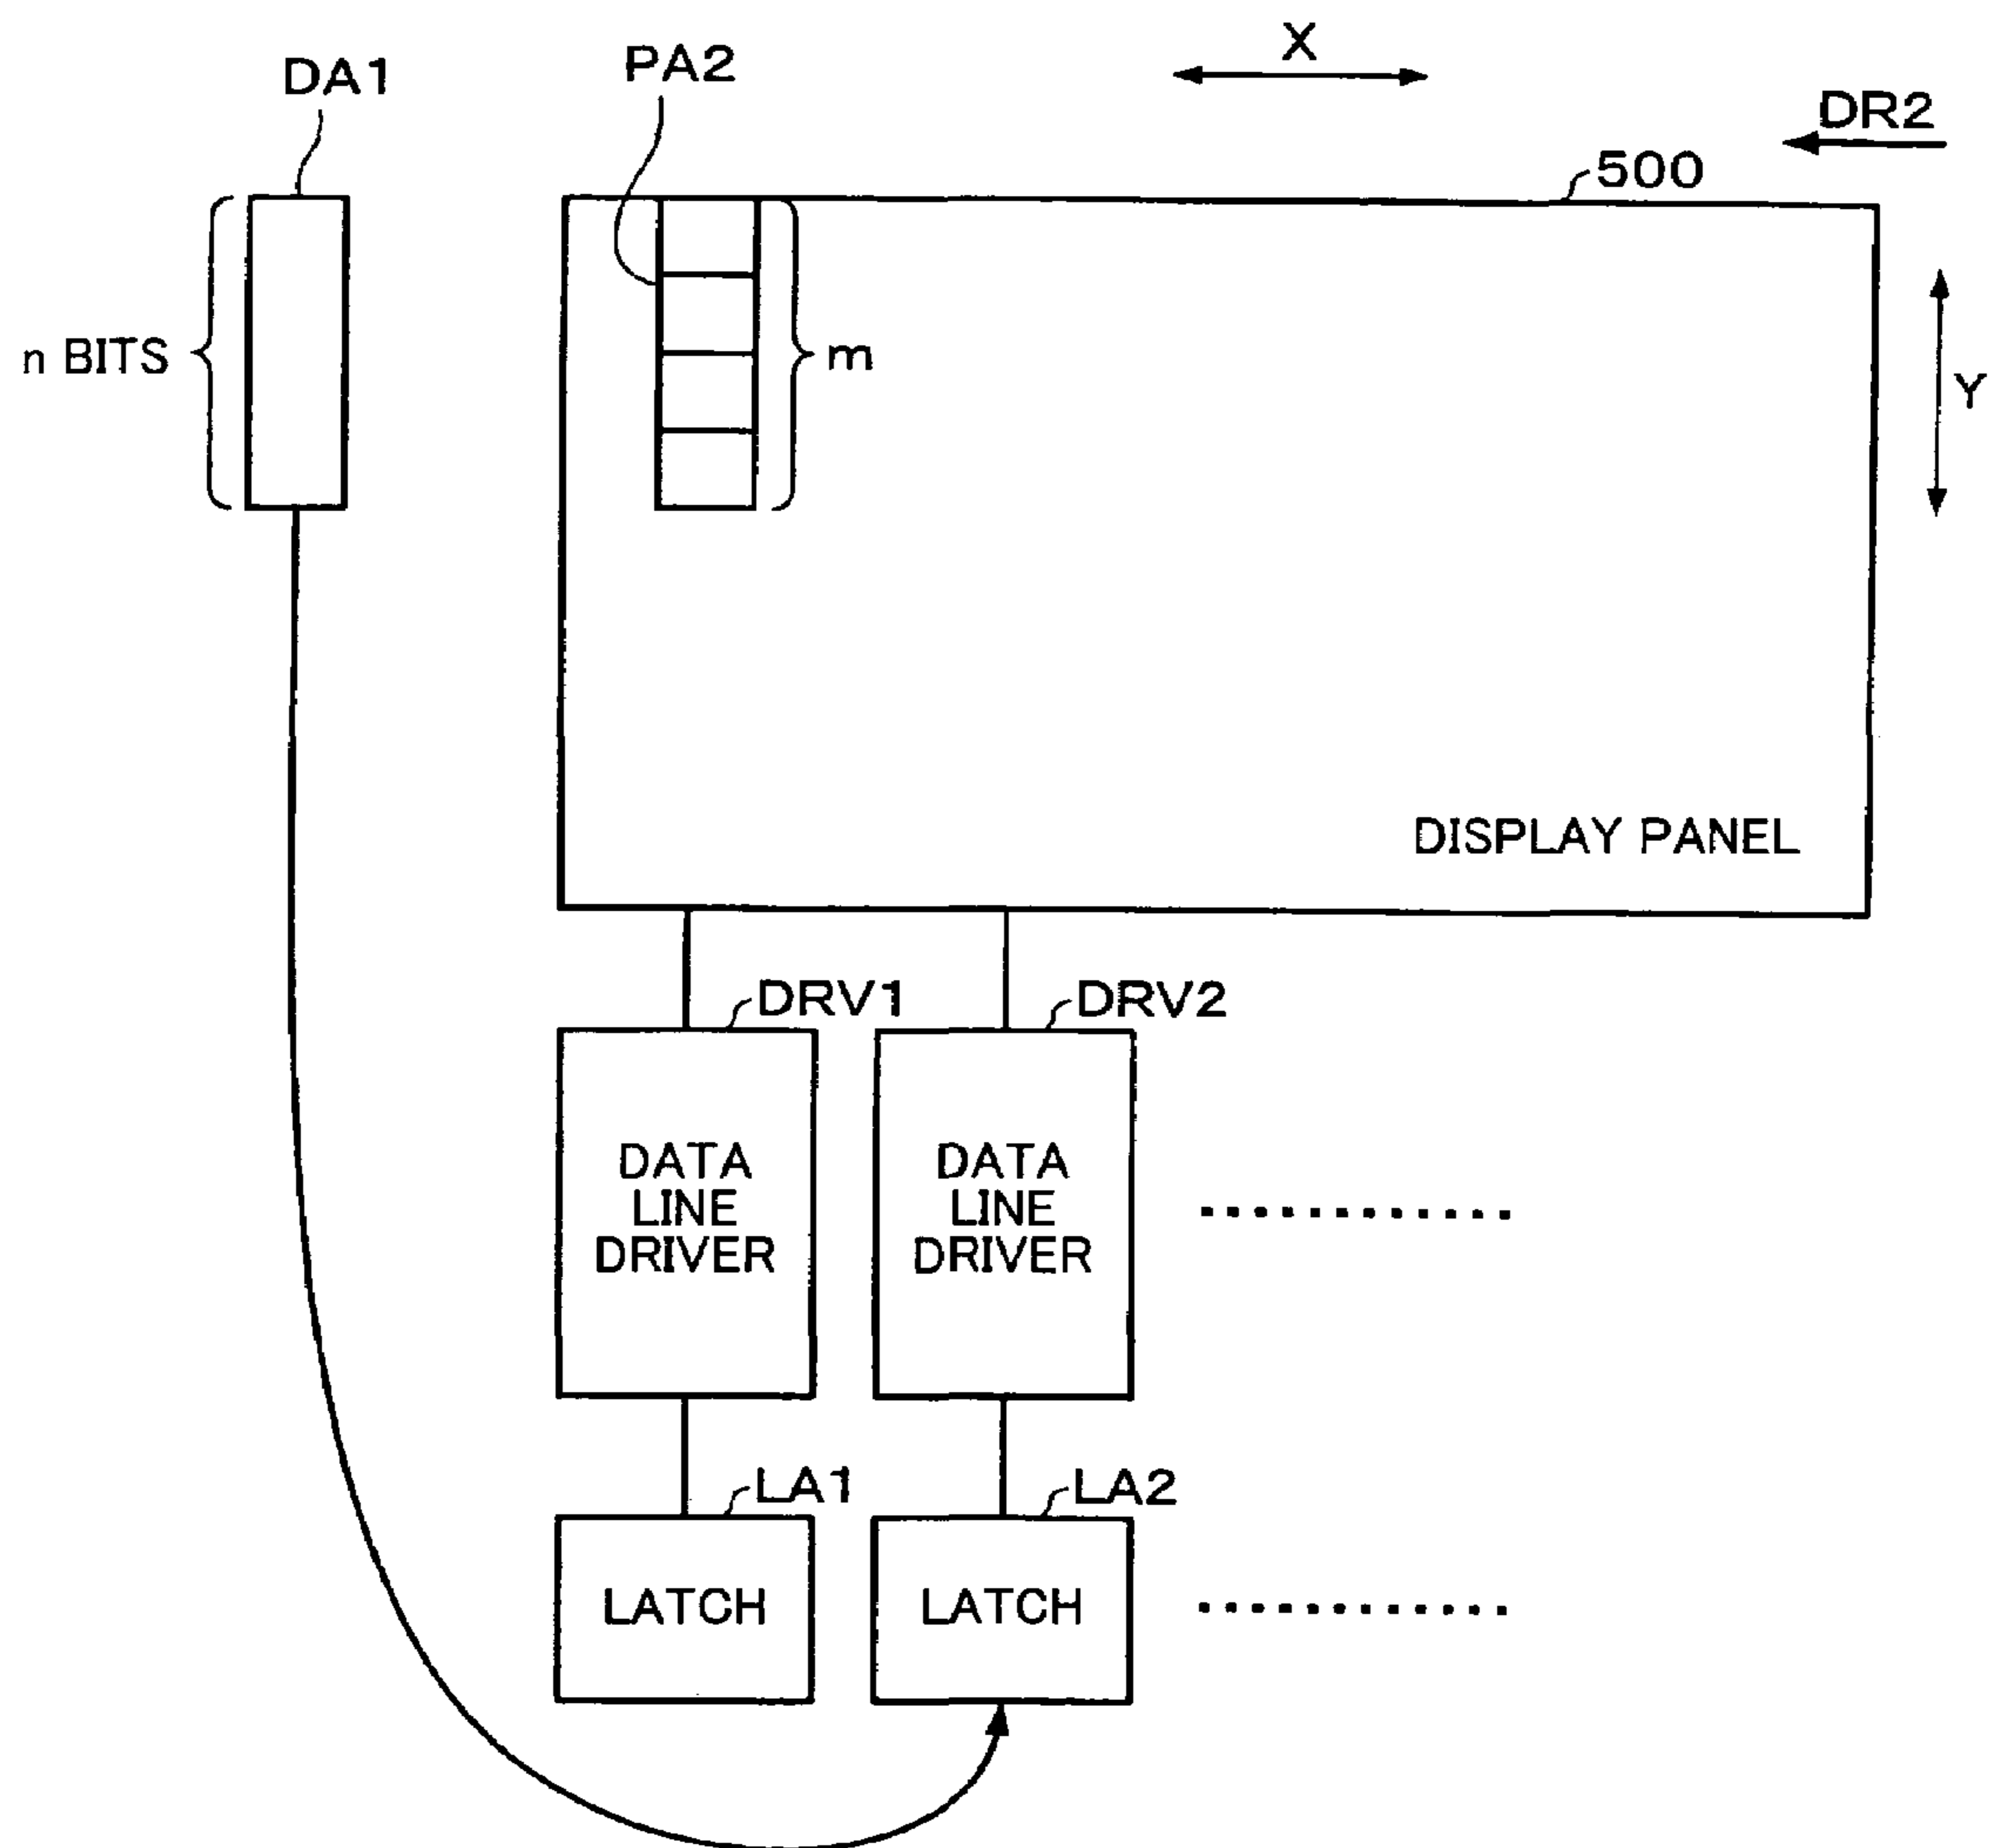 X
DA1
PA2
DR2
500
n BITS
m
Y
DISPLAY PANEL
DRV1
DRV2
DATA
LINE
DRIVER
DATA
LINE
DRIVER
LA1
LA2
LATCH
LATCH